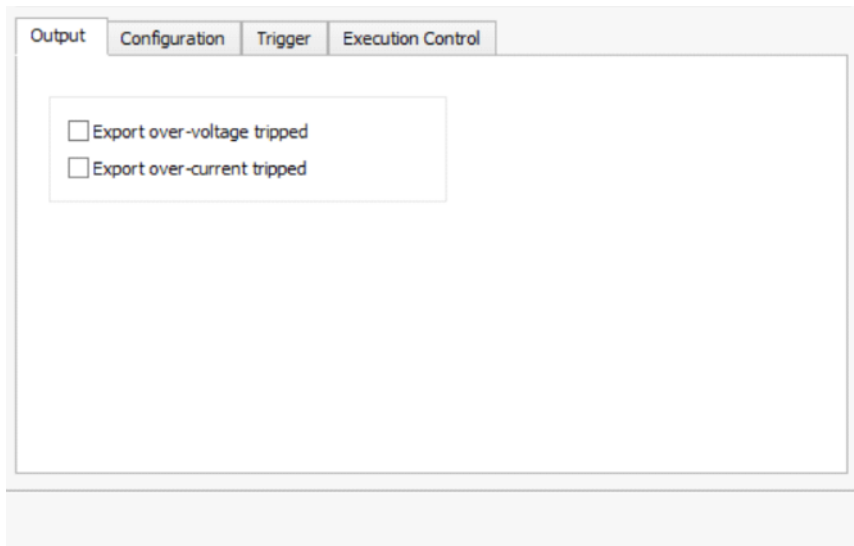 Output Configuration Trigger Execution Control
Export over-voltage tripped
Export over-current tripped